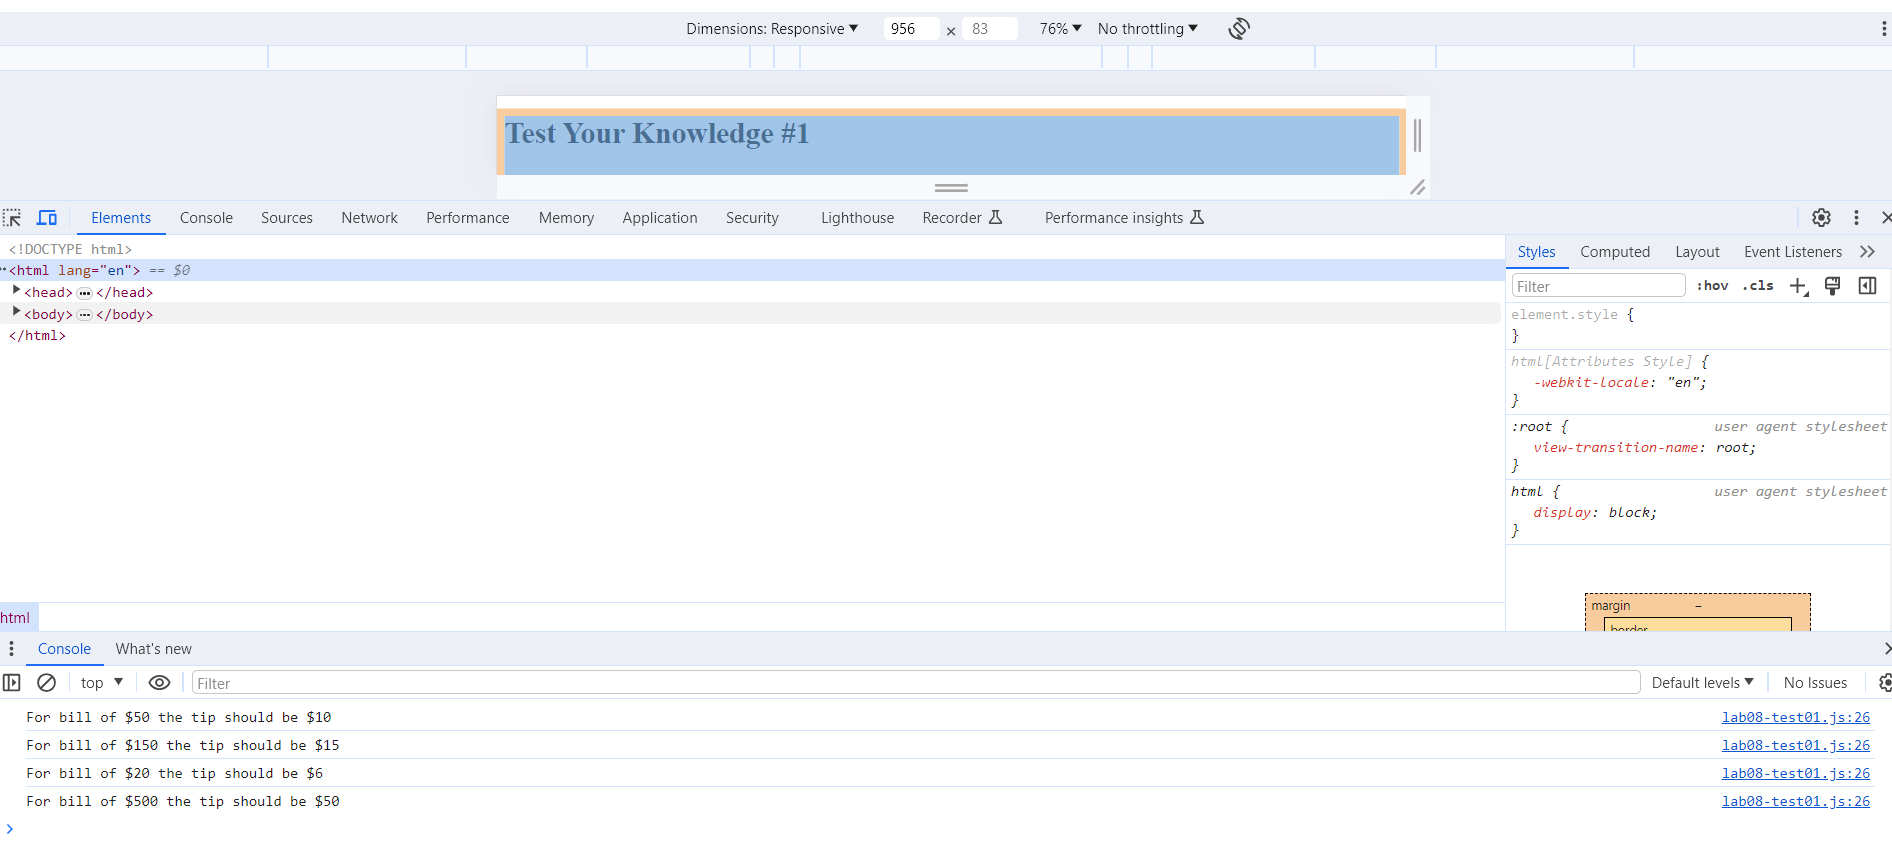 Dimensions: Responsive ▼ 956 × 83 76% ▼ No throttling ▼
Test Your Knowledge #1
Elements Console Sources Network Performance Memory Application Security Lighthouse Recorder Performance insights
<!DOCTYPE html>
<html lang="en"> == $0
<head> ••• </head>
<body> ••• </body>
</html>
html
Styles Computed Layout Event Listeners
Filter :hov .cls
element.style {
}
html[Attributes Style] {
-webkit-locale: "en";
}
:root { user agent stylesheet
view-transition-name: root;
}
html { user agent stylesheet
display: block;
}
margin –
border
Console What's new
top ▼ Filter Default levels ▼ No Issues
For bill of $50 the tip should be $10 lab08-test01.js:26
For bill of $150 the tip should be $15 lab08-test01.js:26
For bill of $20 the tip should be $6 lab08-test01.js:26
For bill of $500 the tip should be $50 lab08-test01.js:26